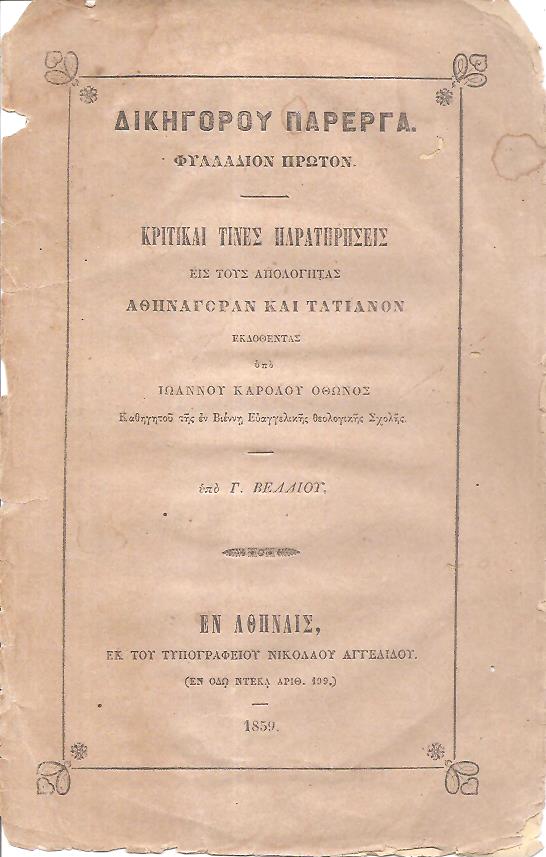 ΔΙΚΗΓΟΡΟΥ ΠΑΡΕΡΓΑ.
ΦΥΛΛΑΔΙΟΝ ΠΡΩΤΟΝ.
ΚΡΙΤΙΚΑΙ ΤΙΝΕΣ ΠΑΡΑΤΗΡΗΣΕΙΣ
ΕΙΣ ΤΟΥΣ ΑΠΟΛΟΓΗΤΑΣ
ΑΘΗΝΑΓΟΡΑΝ ΚΑΙ ΤΑΤΙΑΝΟΝ
ΕΚΔΟΘΕΝΤΑΣ
ὑπὸ
ΙΩΑΝΝΟΥ ΚΑΡΟΛΟΥ ΟΘΩΝΟΣ
Καθηγητοῦ τῆς ἐν Βιέννῃ Εὐαγγελικῆς θεολογικῆς Σχολῆς.
ὑπὸ Γ. ΒΕΛΛΙΟΥ.
ΕΝ ΑΘΗΝΑΙΣ,
ΕΚ ΤΟΥ ΤΥΠΟΓΡΑΦΕΙΟΥ ΝΙΚΟΛΑΟΥ ΑΓΓΕΛΙΔΟΥ.
(ΕΝ ΟΔῼ ΝΤΕΚΑ ΑΡΙΘ. 199.)
1859.